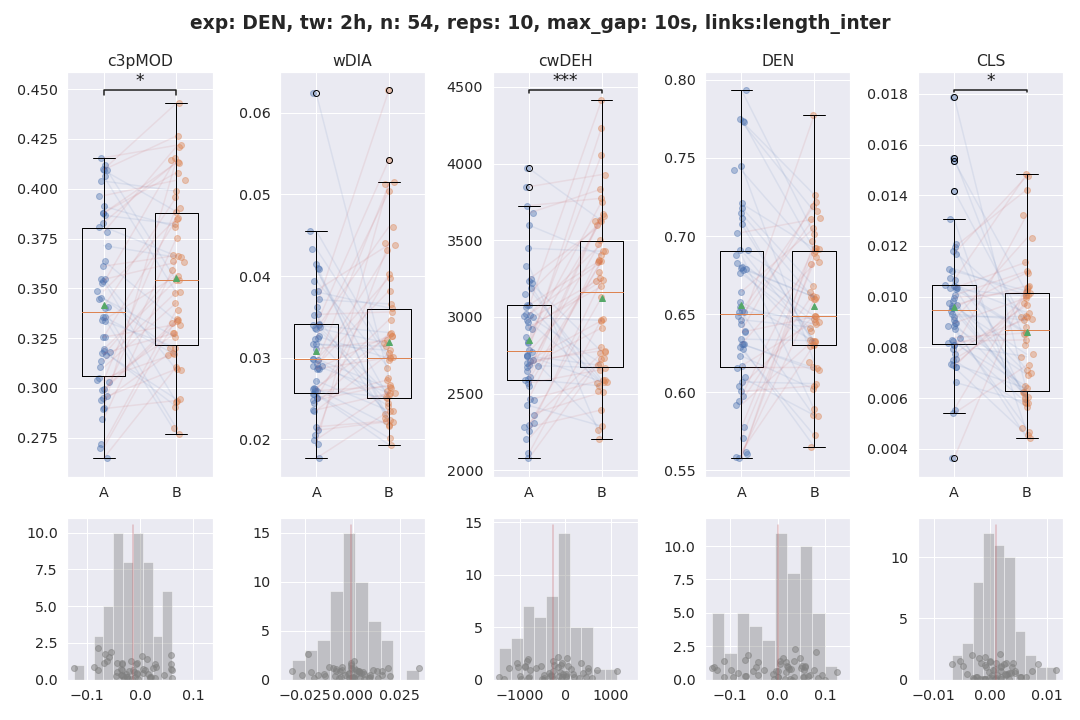 exp: DEN, tw: 2h, n: 54, reps: 10, max_gap: 10s, links:length_inter
c3pMOD wDIA cwDEH DEN CLS
* *** *
0.450 0.425 0.400 0.375 0.350 0.325 0.300 0.275
0.06 0.05 0.04 0.03 0.02
4500 4000 3500 3000 2500 2000
0.80 0.75 0.70 0.65 0.60 0.55
0.018 0.016 0.014 0.012 0.010 0.008 0.006 0.004
A B A B A B A B A B
10.0 7.5 5.0 2.5 0.0
15 10 5 0
15 10 5 0
10.0 7.5 5.0 2.5 0.0
10 5 0
−0.1 0.0 0.1
−0.025 0.000 0.025
−1000 0 1000
−0.1 0.0 0.1
−0.01 0.00 0.01